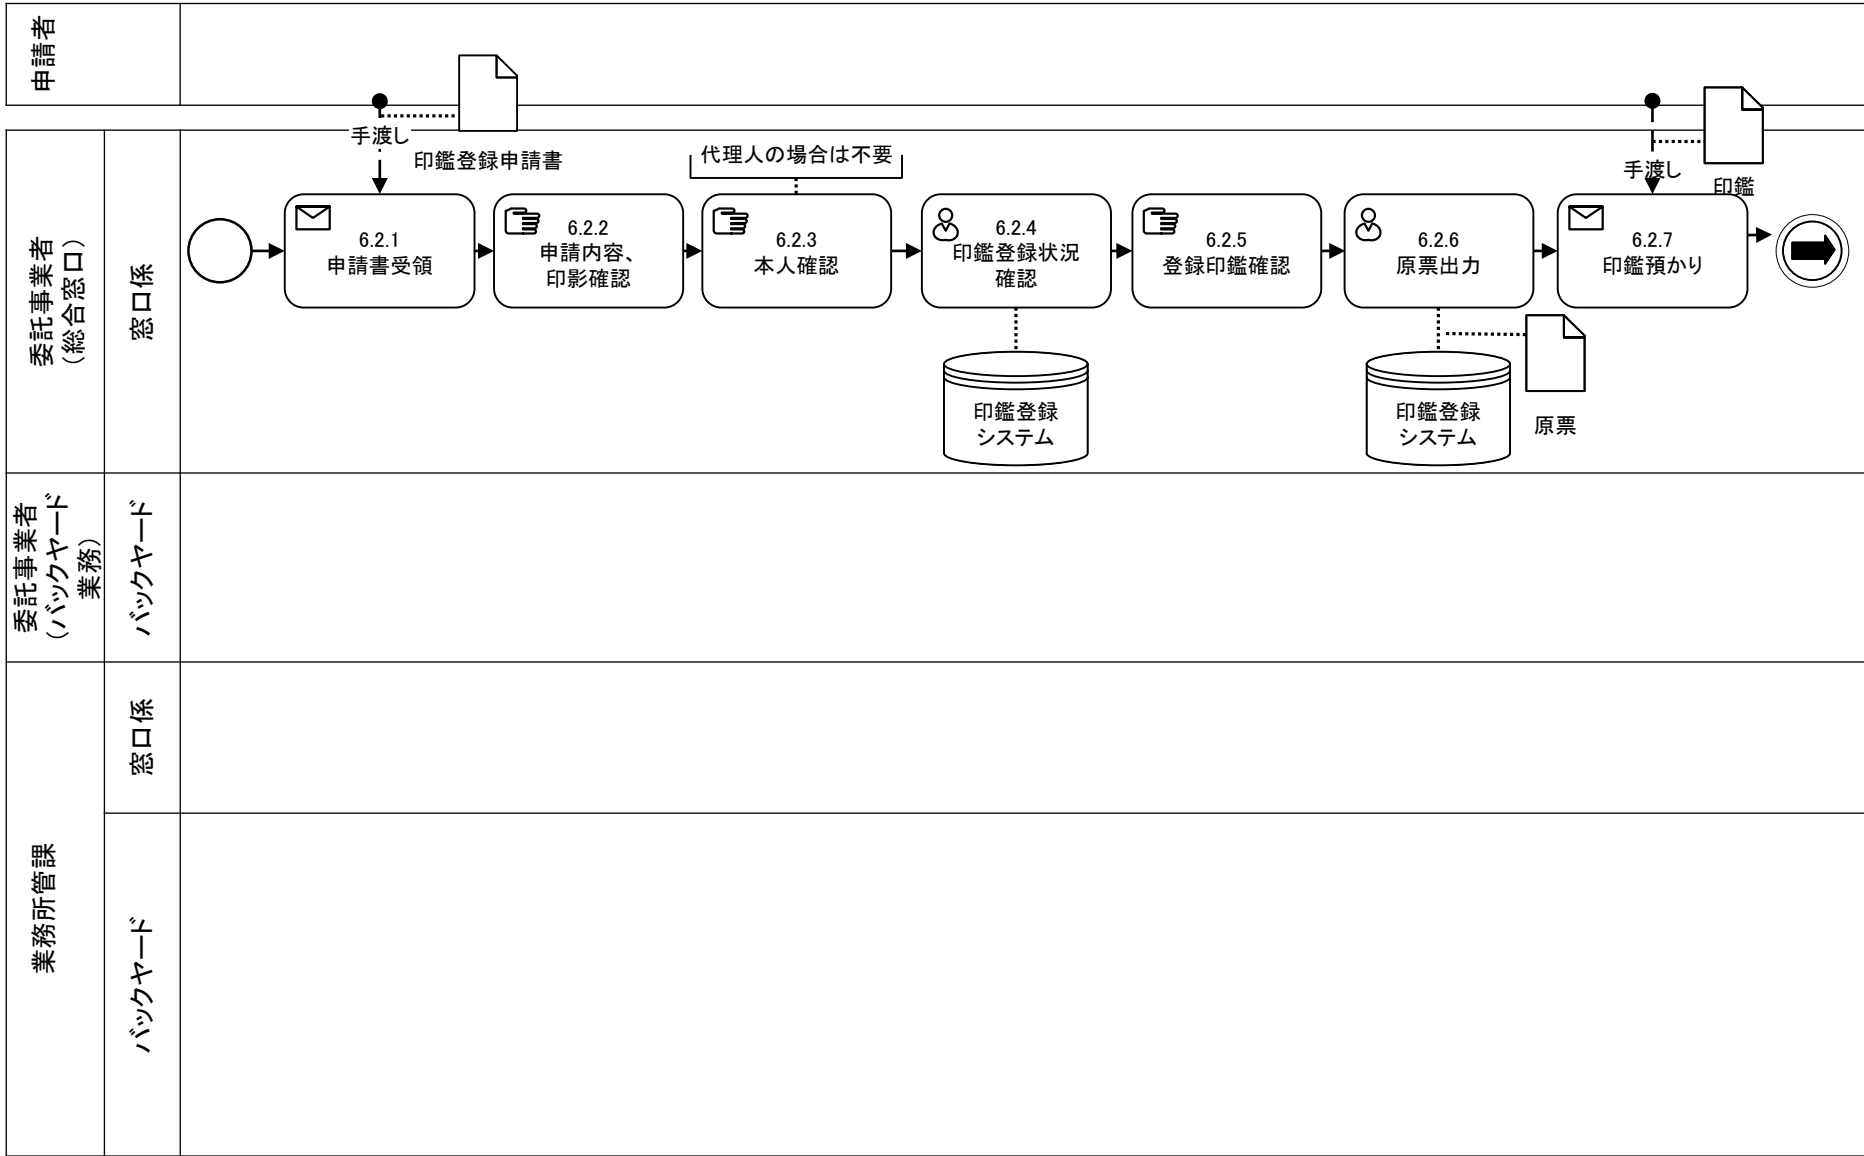 申請者
手渡し
印鑑登録申請書
手渡し
印鑑
委託事業者
（総合窓口）
窓口係
代理人の場合は不要
6.2.1
申請書受領
6.2.2
申請内容、
印影確認
6.2.3
本人確認
6.2.4
印鑑登録状況
確認
6.2.5
登録印鑑確認
6.2.6
原票出力
6.2.7
印鑑預かり
印鑑登録
システム
印鑑登録
システム
原票
委託事業者
（バックヤード
業務）
バックヤード
業務所管課
窓口係
バックヤード